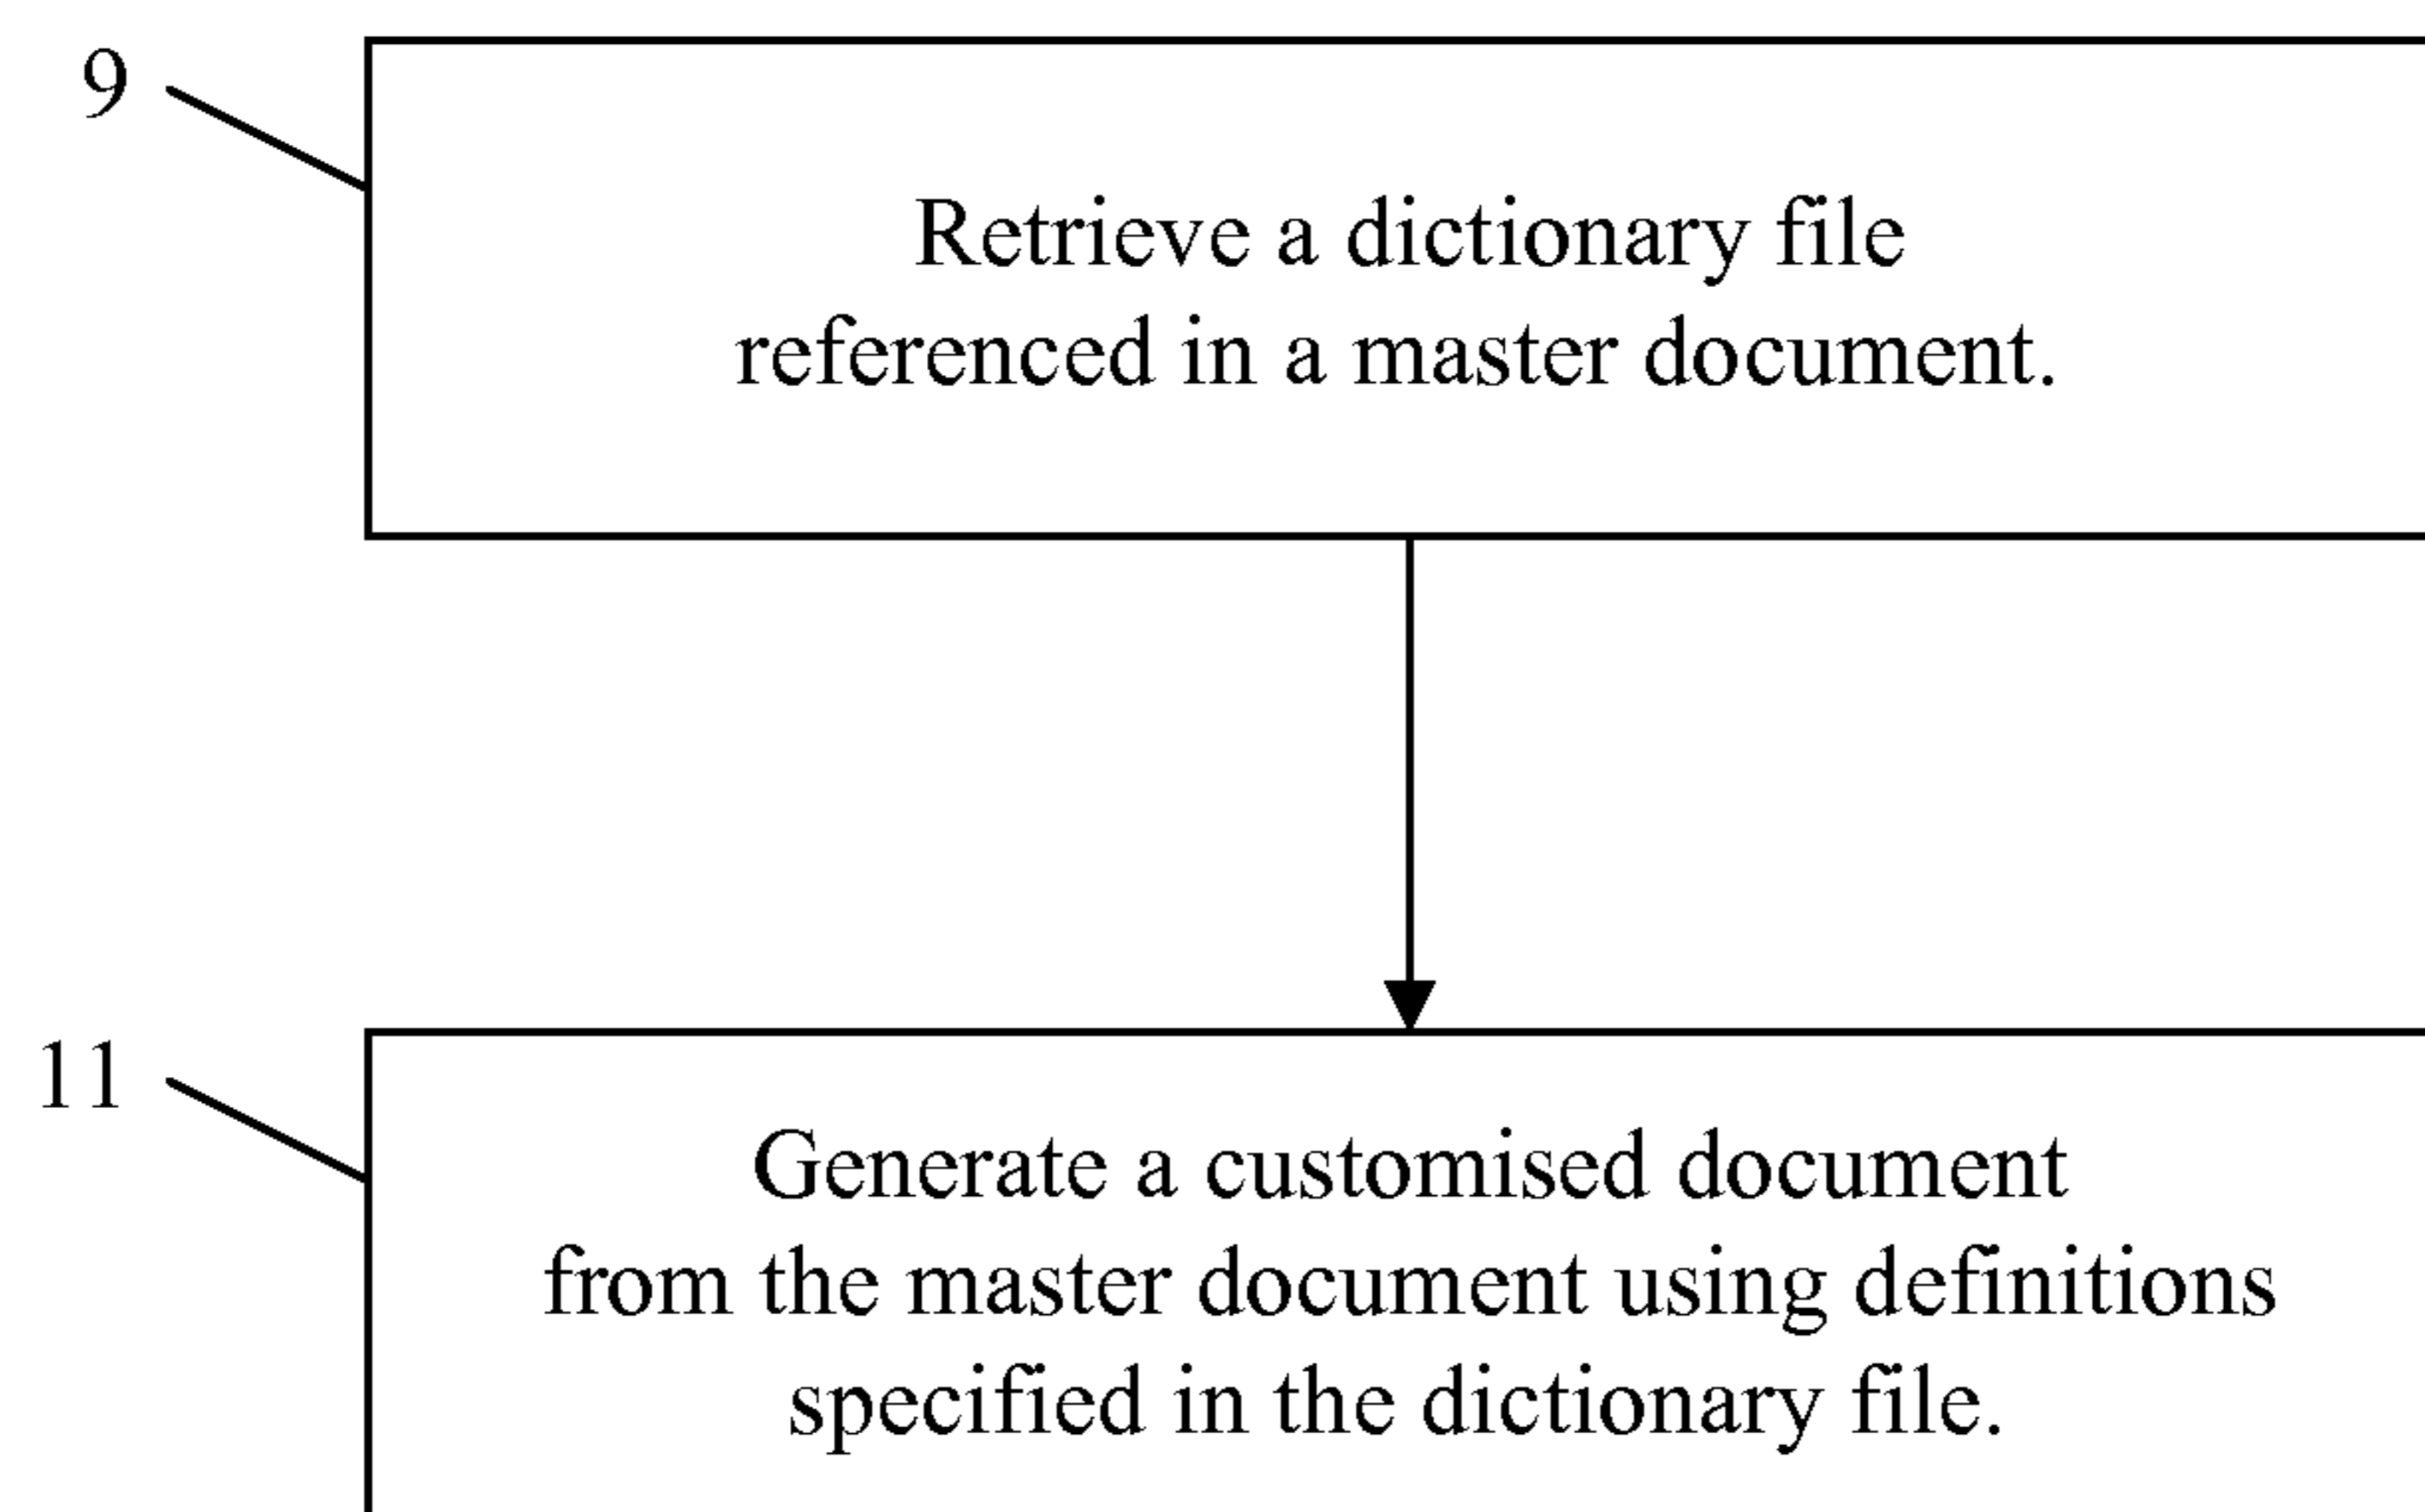 9
Retrieve a dictionary file
referenced in a master document.
11
Generate a customised document
from the master document using definitions
specified in the dictionary file.